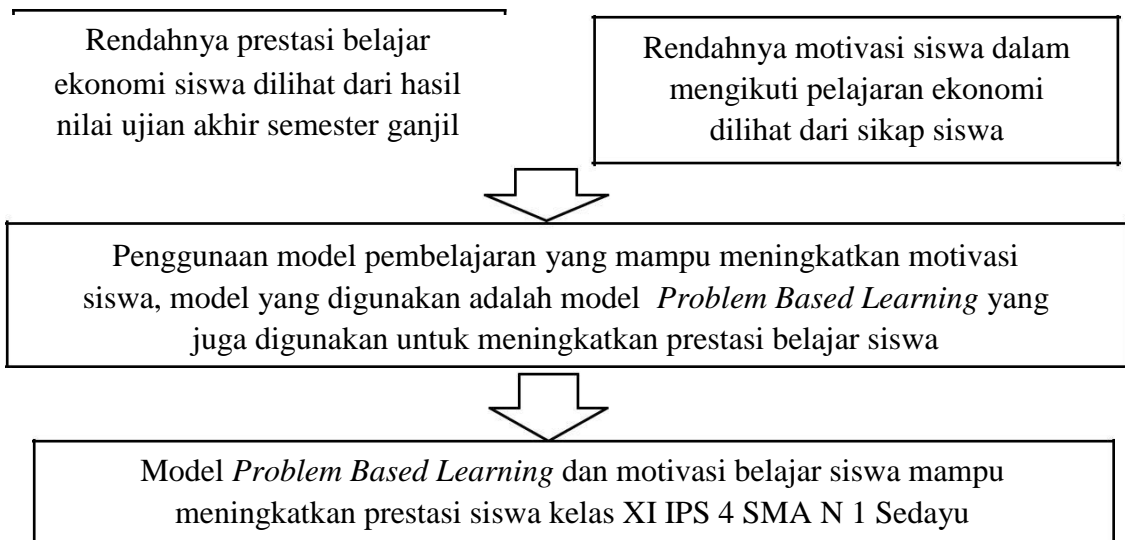 Rendahnya prestasi belajar
ekonomi siswa dilihat dari hasil
nilai ujian akhir semester ganjil
Rendahnya motivasi siswa dalam
mengikuti pelajaran ekonomi
dilihat dari sikap siswa
Penggunaan model pembelajaran yang mampu meningkatkan motivasi
siswa, model yang digunakan adalah model Problem Based Learning yang
juga digunakan untuk meningkatkan prestasi belajar siswa
Model Problem Based Learning dan motivasi belajar siswa mampu
meningkatkan prestasi siswa kelas XI IPS 4 SMA N 1 Sedayu